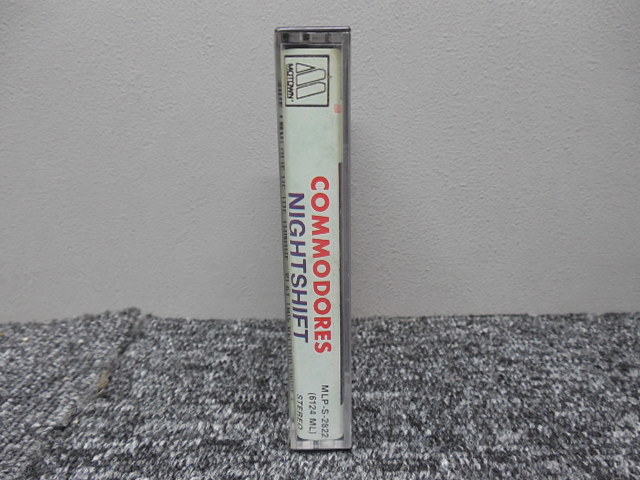 MOTOWN
COMMODORES
NIGHTSHIFT
MLP-S-2822
(6124 ML)
STEREO